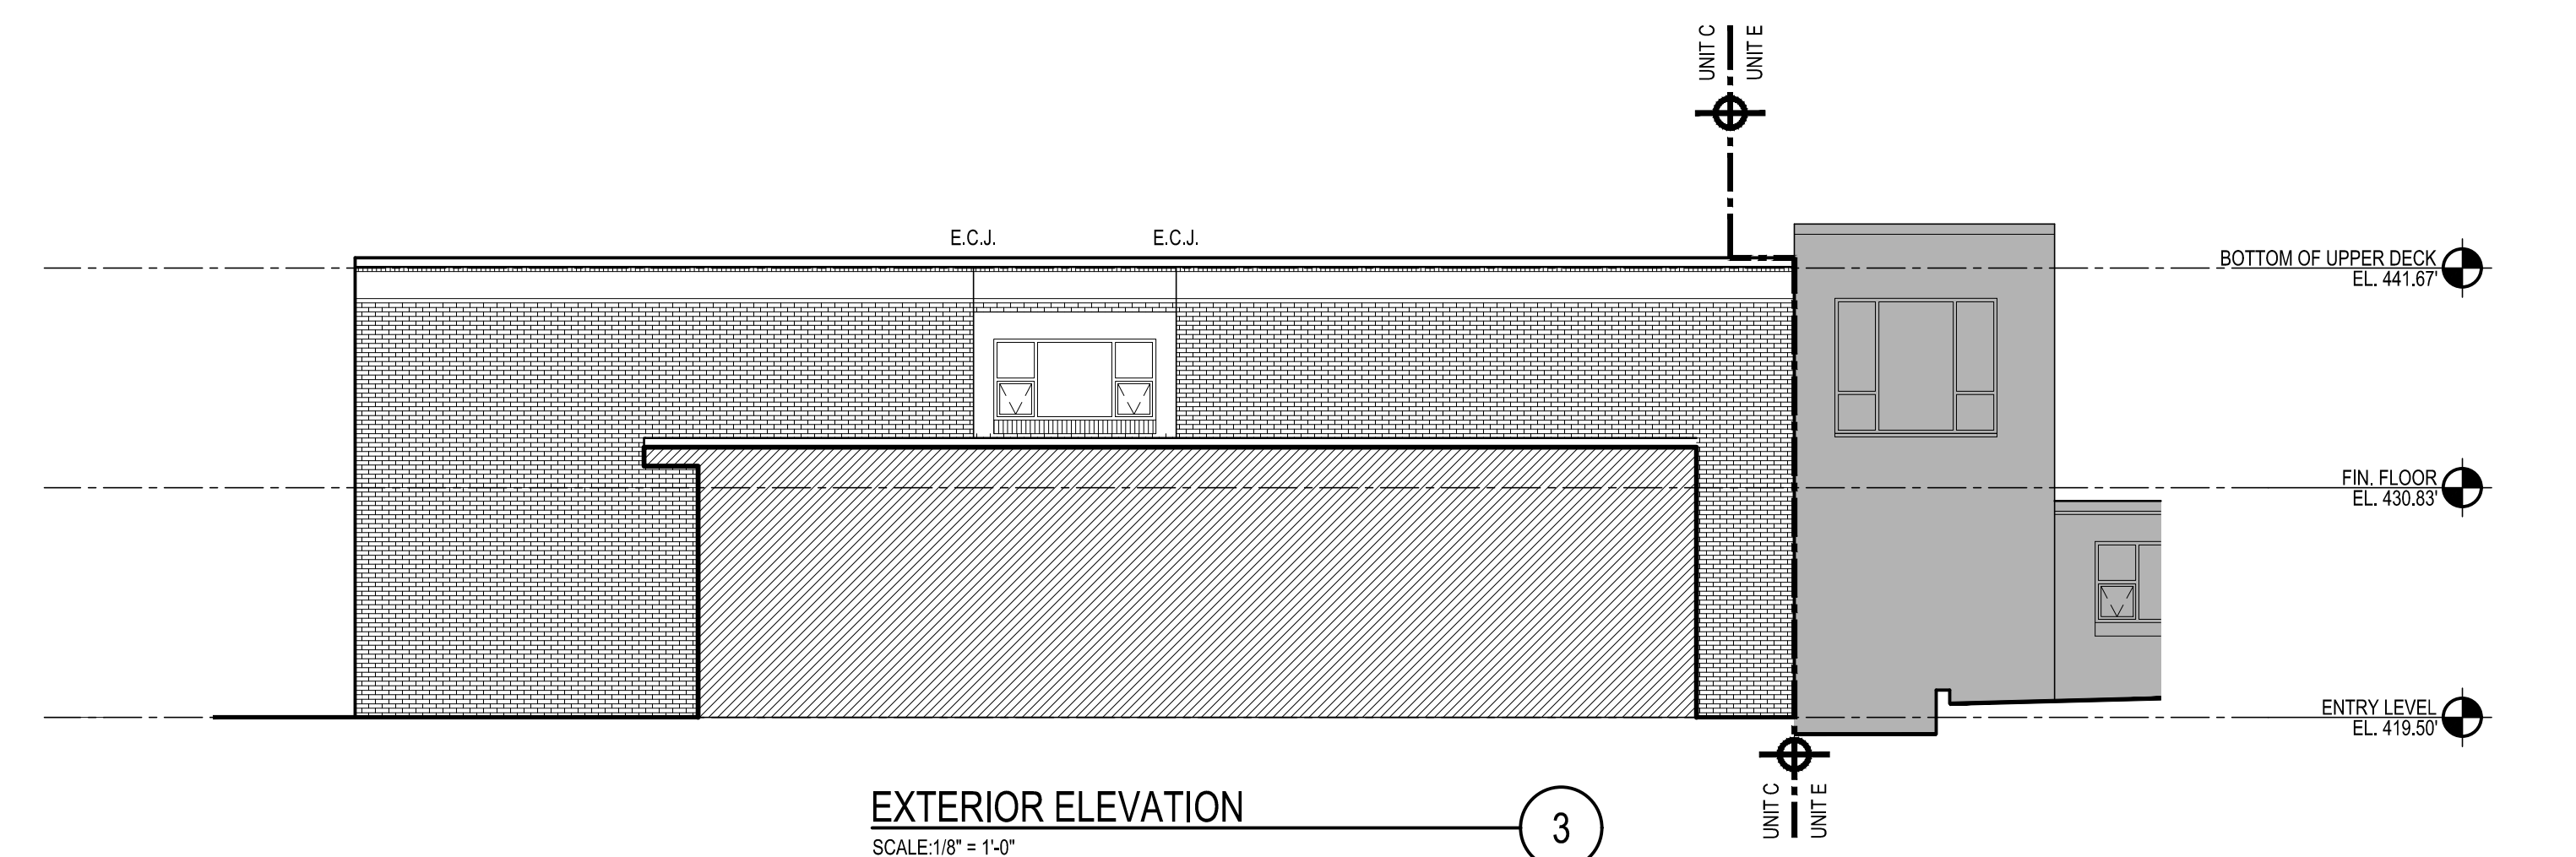 UNIT C
UNIT E
E.C.J.
E.C.J.
BOTTOM OF UPPER DECK
EL. 441.67'
FIN. FLOOR
EL. 430.83'
ENTRY LEVEL
EL. 419.50'
UNIT C
UNIT E
EXTERIOR ELEVATION
3
SCALE:1/8" = 1'-0"